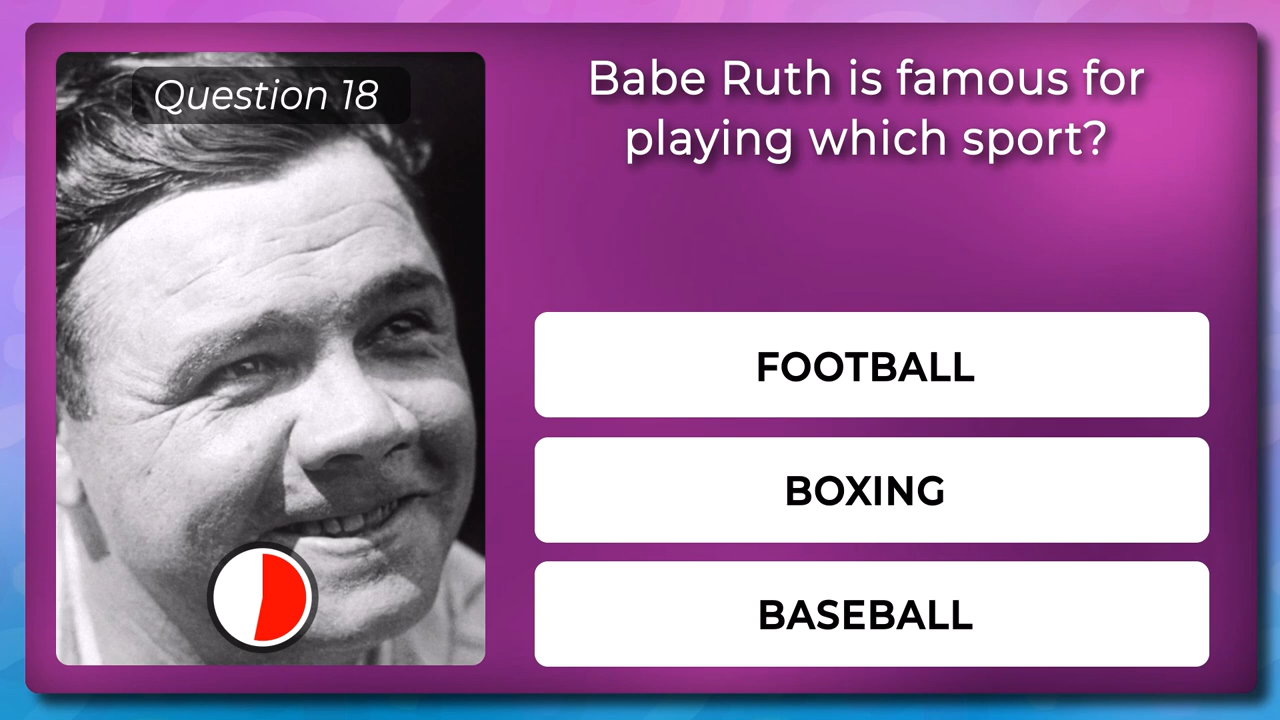 Question 18
Babe Ruth is famous for
playing which sport?
FOOTBALL
BOXING
BASEBALL